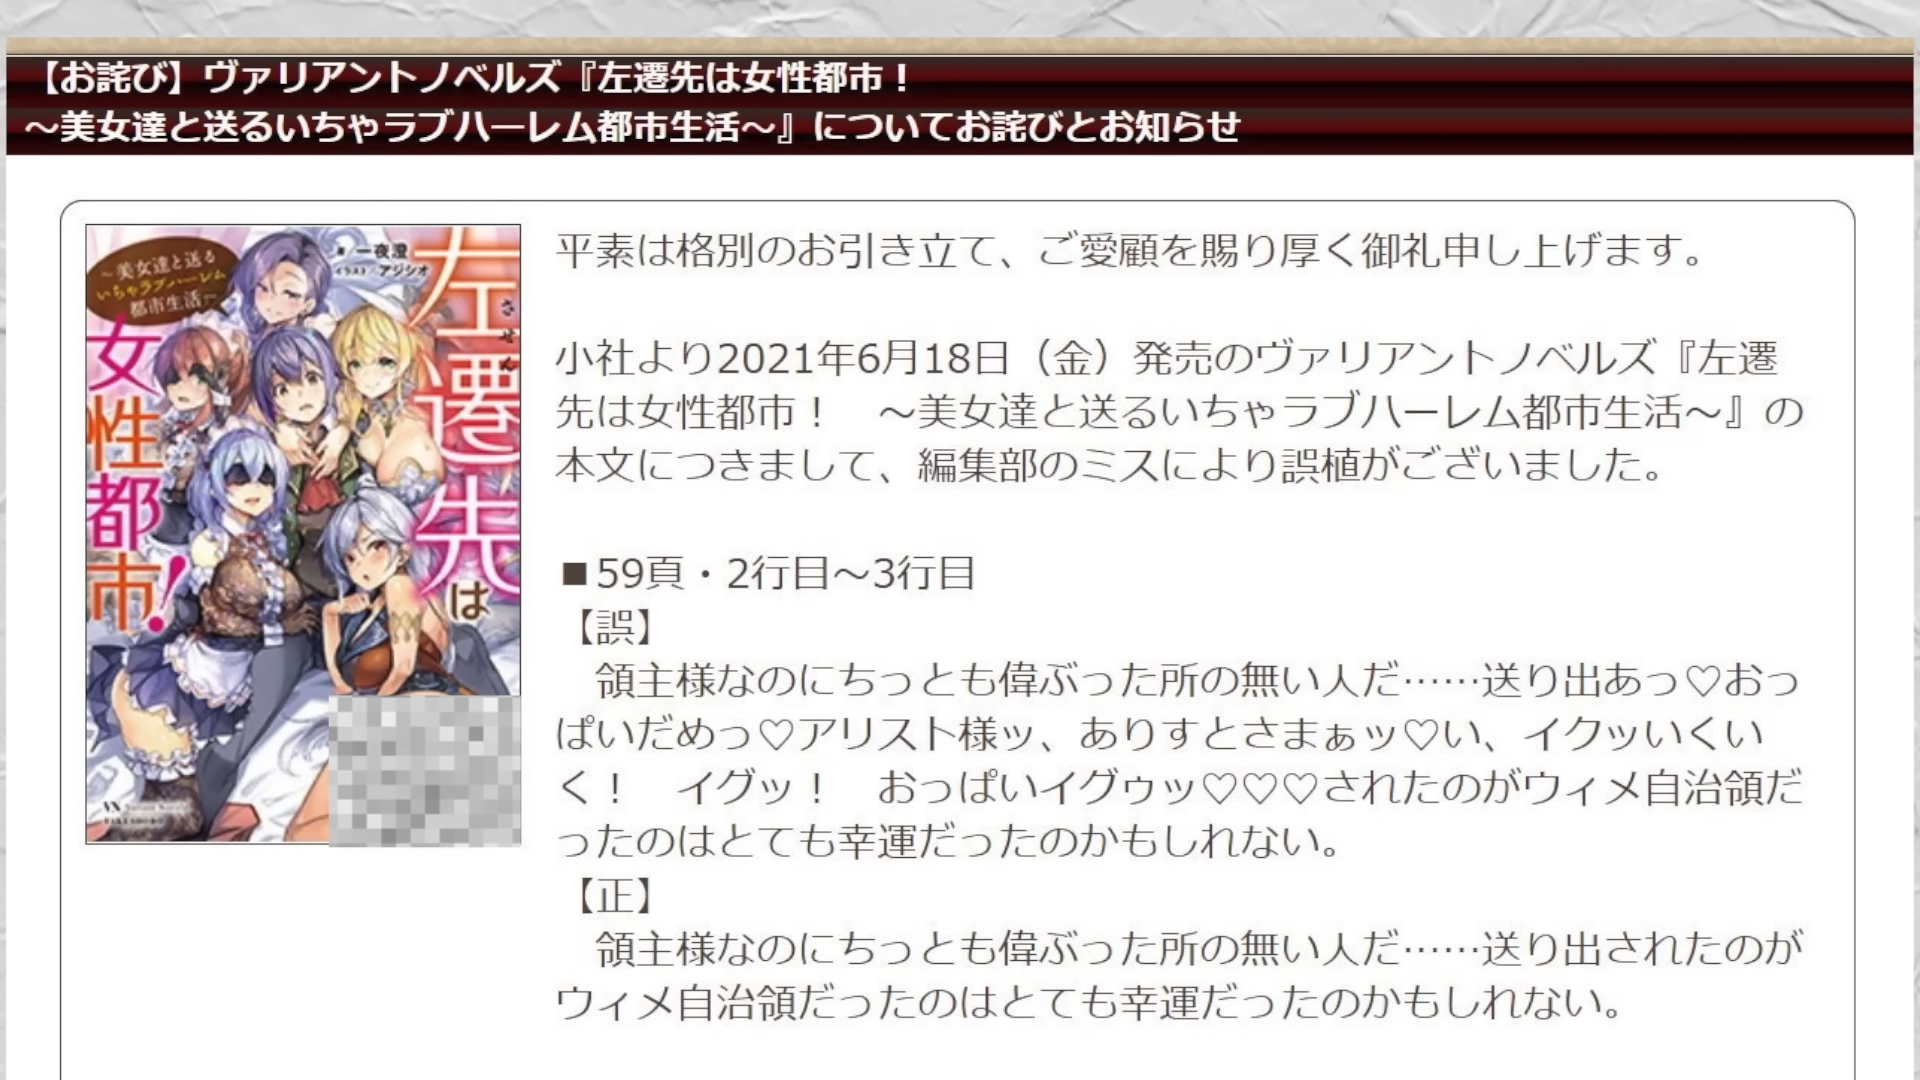 【お詫び】ヴァリアントノベルズ『左遷先は女性都市！
～美女達と送るいちゃラブハーレム都市生活～』についてお詫びとお知らせ
～美女達と送る
いちゃラブハーレム
都市生活～
著 一夜澄
イラスト アジシオ
左遷先は
させん
女性都市！
VN Variant Novels
TAKESHOBO
平素は格別のお引き立て、ご愛顧を賜り厚く御礼申し上げます。
小社より2021年6月18日（金）発売のヴァリアントノベルズ『左遷
先は女性都市！　～美女達と送るいちゃラブハーレム都市生活～』の
本文につきまして、編集部のミスにより誤植がございました。
■59頁・2行目～3行目
【誤】
領主様なのにちっとも偉ぶった所の無い人だ……送り出あっ♡おっ
ぱいだめっ♡アリスト様ッ、ありすとさまぁッ♡い、イクッいくい
く！　イグッ！　おっぱいイグゥッ♡♡♡されたのがウィメ自治領だ
ったのはとても幸運だったのかもしれない。
【正】
領主様なのにちっとも偉ぶった所の無い人だ……送り出されたのが
ウィメ自治領だったのはとても幸運だったのかもしれない。